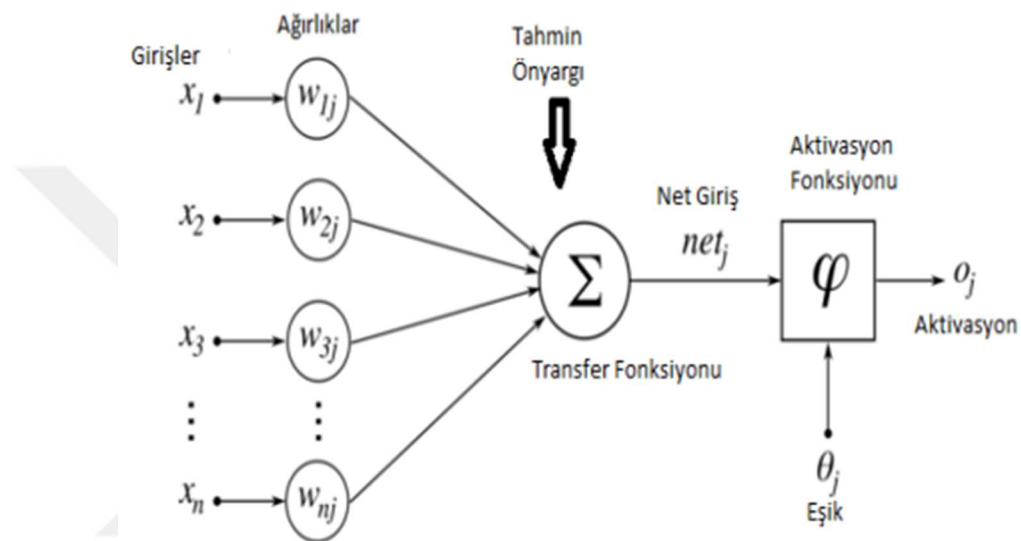 Girişler
Ağırlıklar
Tahmin
Önyargı
x1
w1j
x2
w2j
x3
w3j
⋮
⋮
xn
wnj
Σ
Transfer Fonksiyonu
Net Giriş
netj
Aktivasyon
Fonksiyonu
φ
oj
Aktivasyon
θj
Eşik